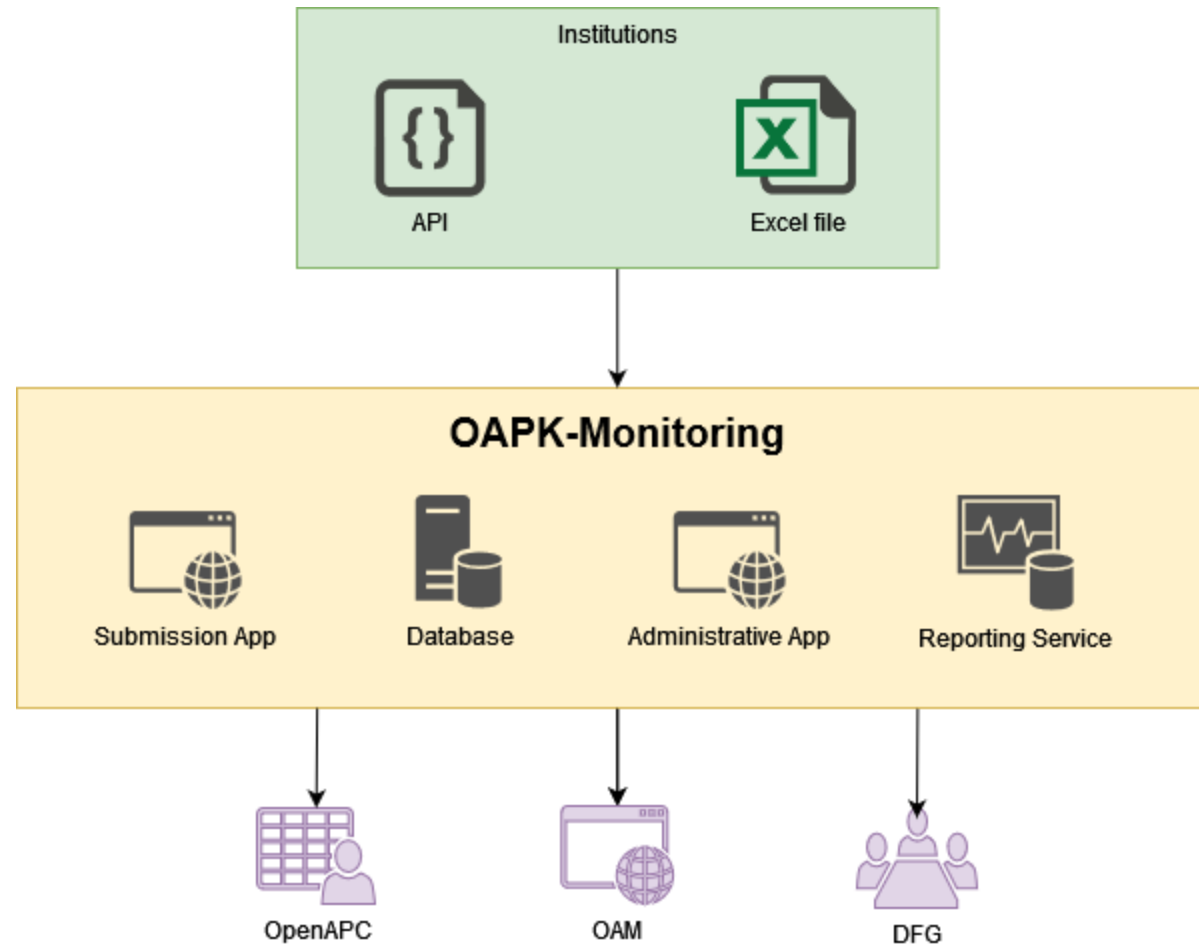 Institutions
{}
API
X
Excel file
OAPK-Monitoring
Submission App
Database
Administrative App
Reporting Service
OpenAPC
OAM
DFG